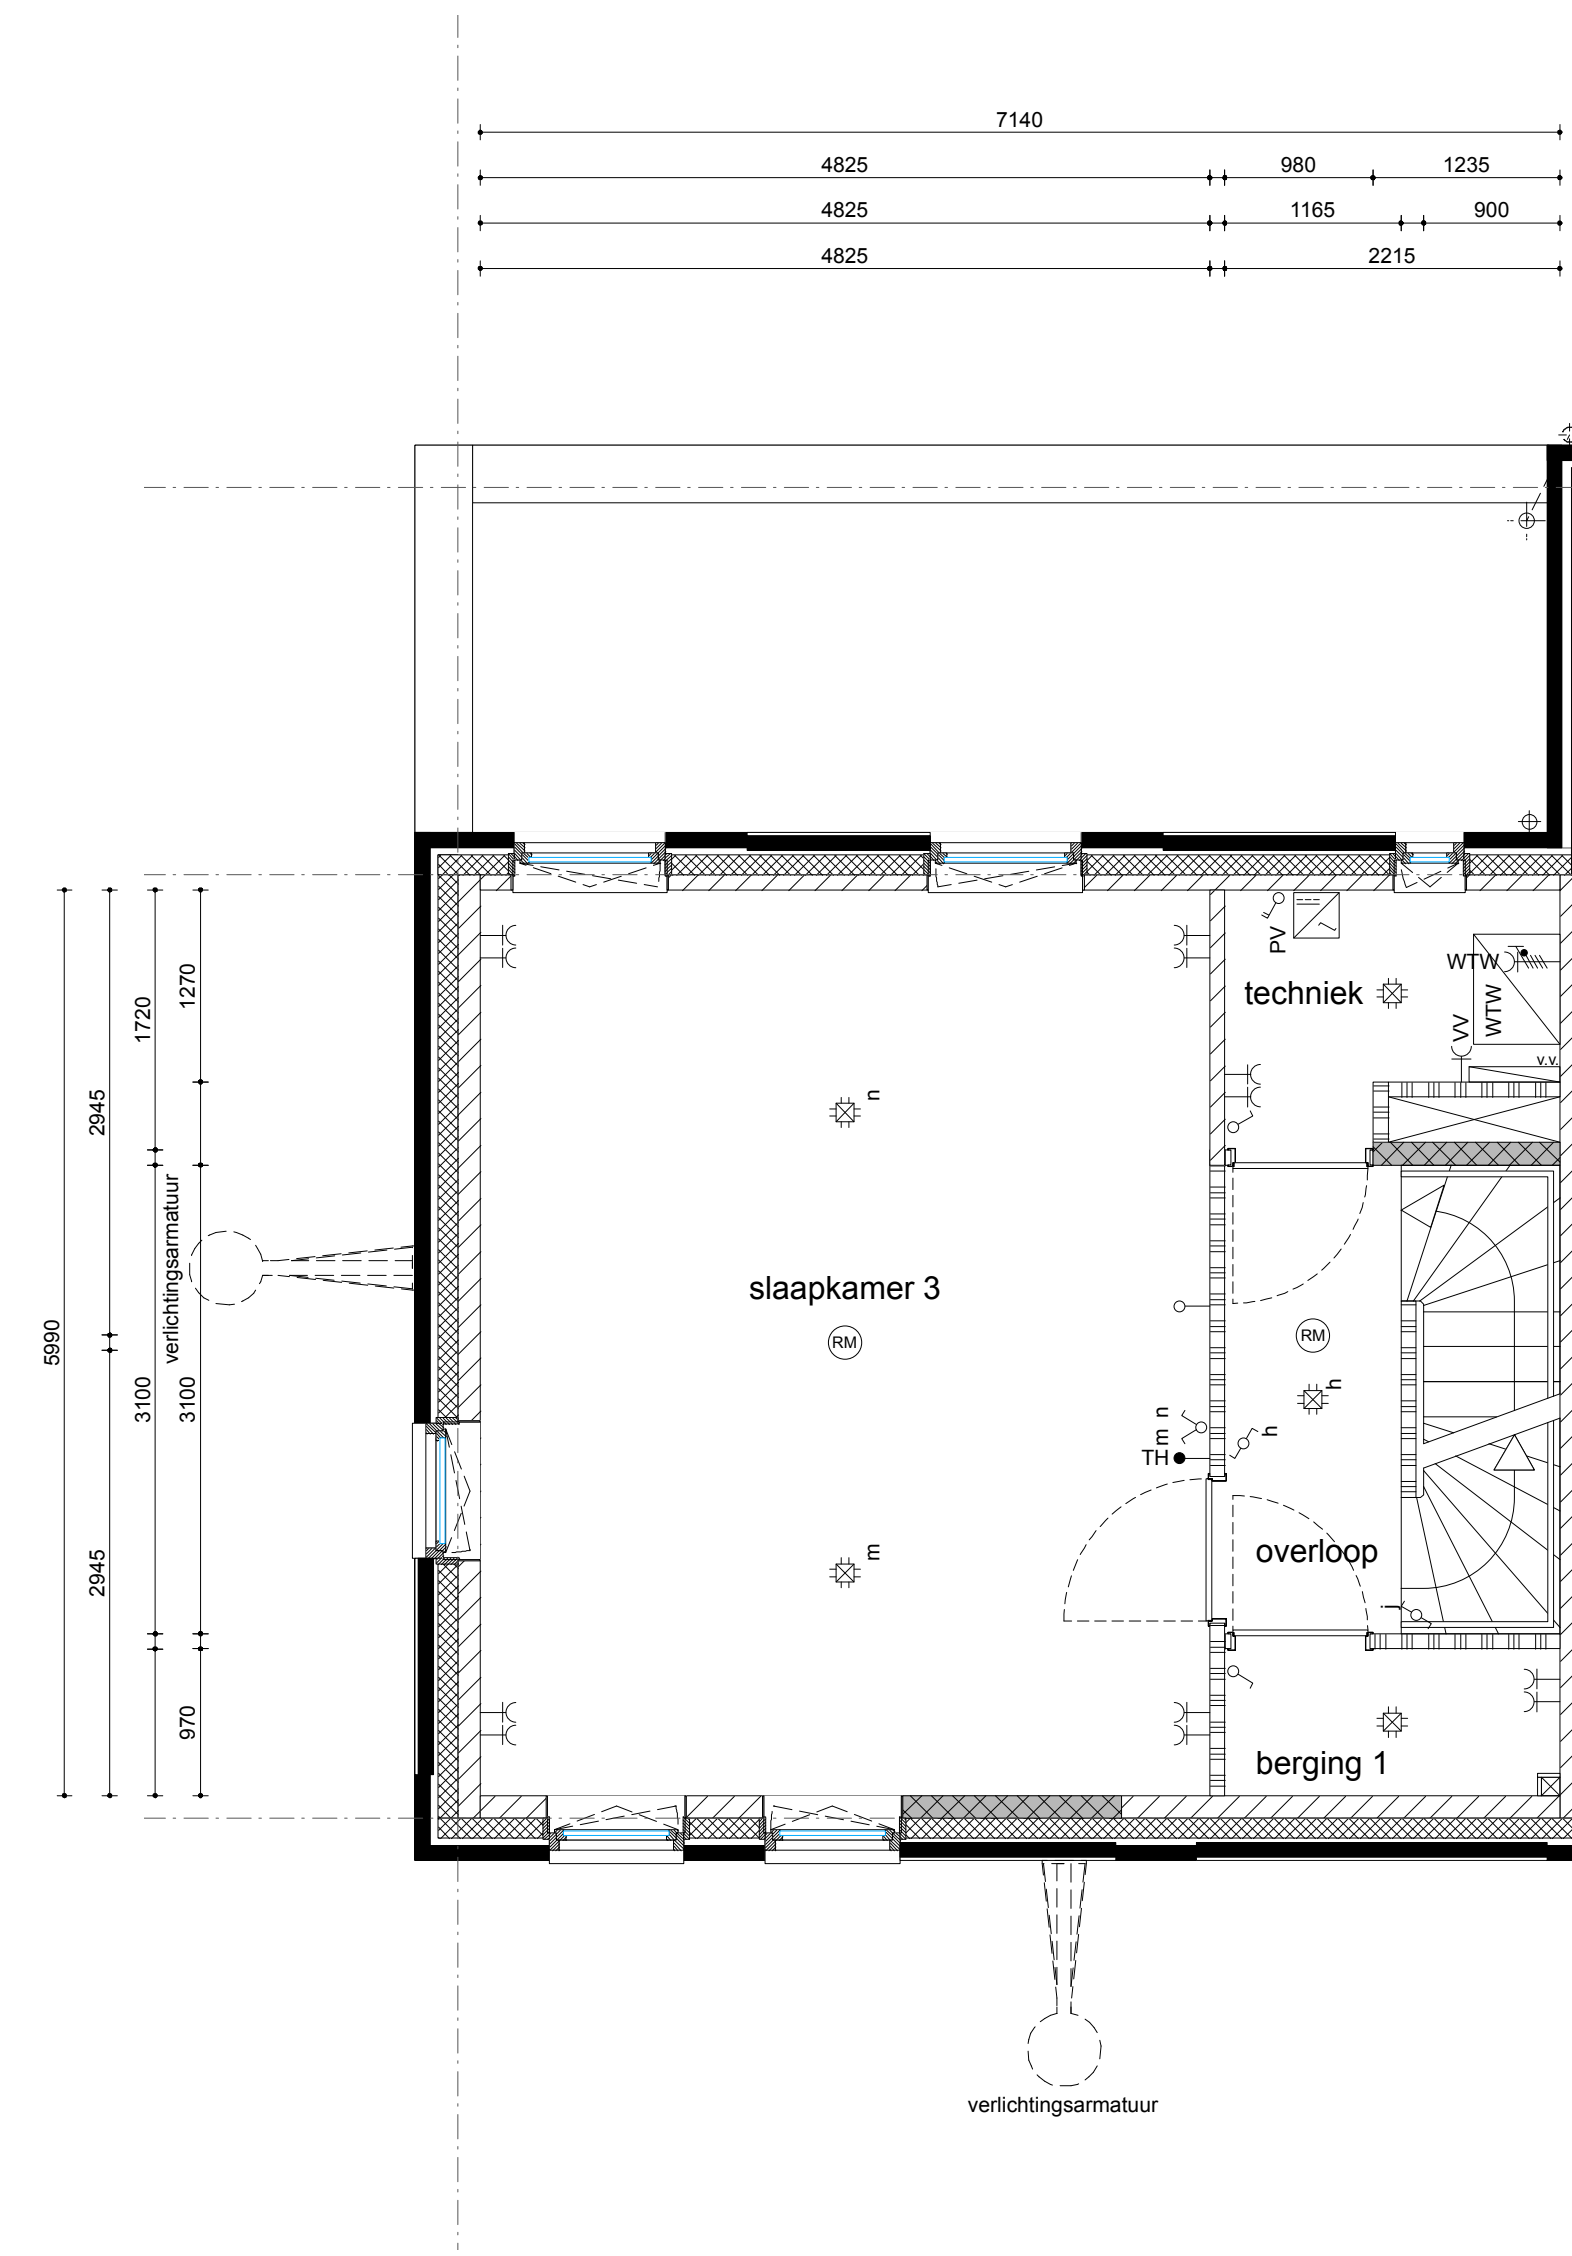 7140
4825 980 1235
4825 1165 900
4825 2215
PV
WTW
techniek
WTW
VV
v.v.
1270
1720
2945
n
verlichtingsarmatuur
slaapkamer 3
5990
RM
RM
3100
3100
h
m n
h
TH
2945
m
overloop
j
970
berging 1
verlichtingsarmatuur